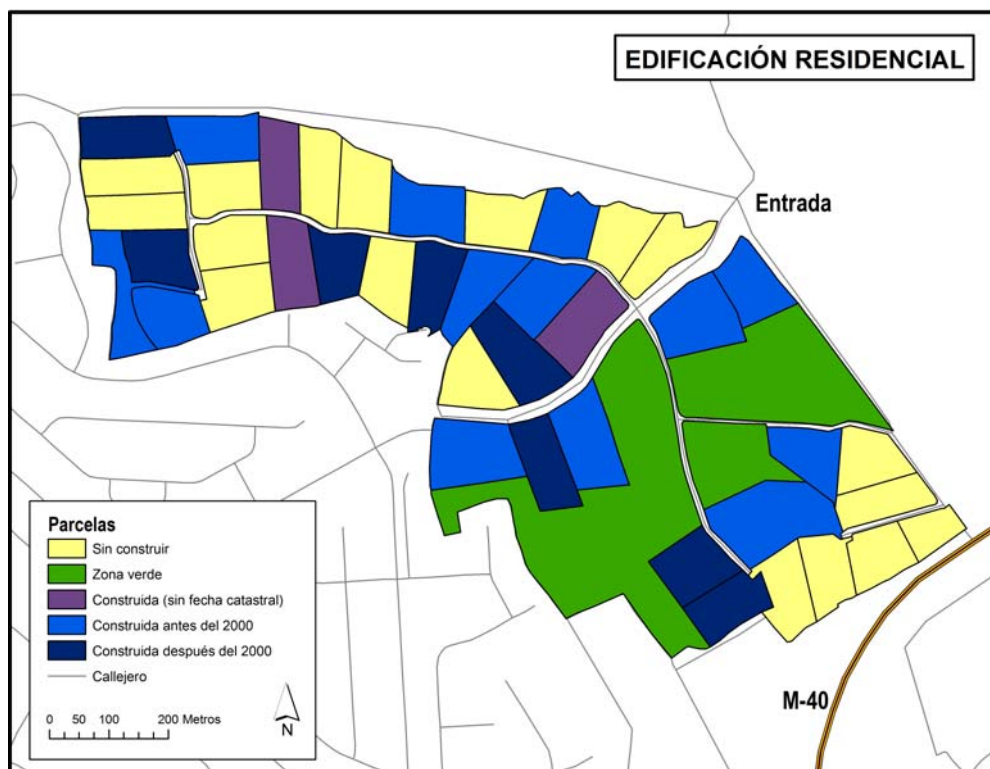 EDIFICACIÓN RESIDENCIAL
Entrada
Parcelas
Sin construir
Zona verde
Construida (sin fecha catastral)
Construida antes del 2000
Construida después del 2000
Callejero
0 50 100 200 Metros
N
M-40